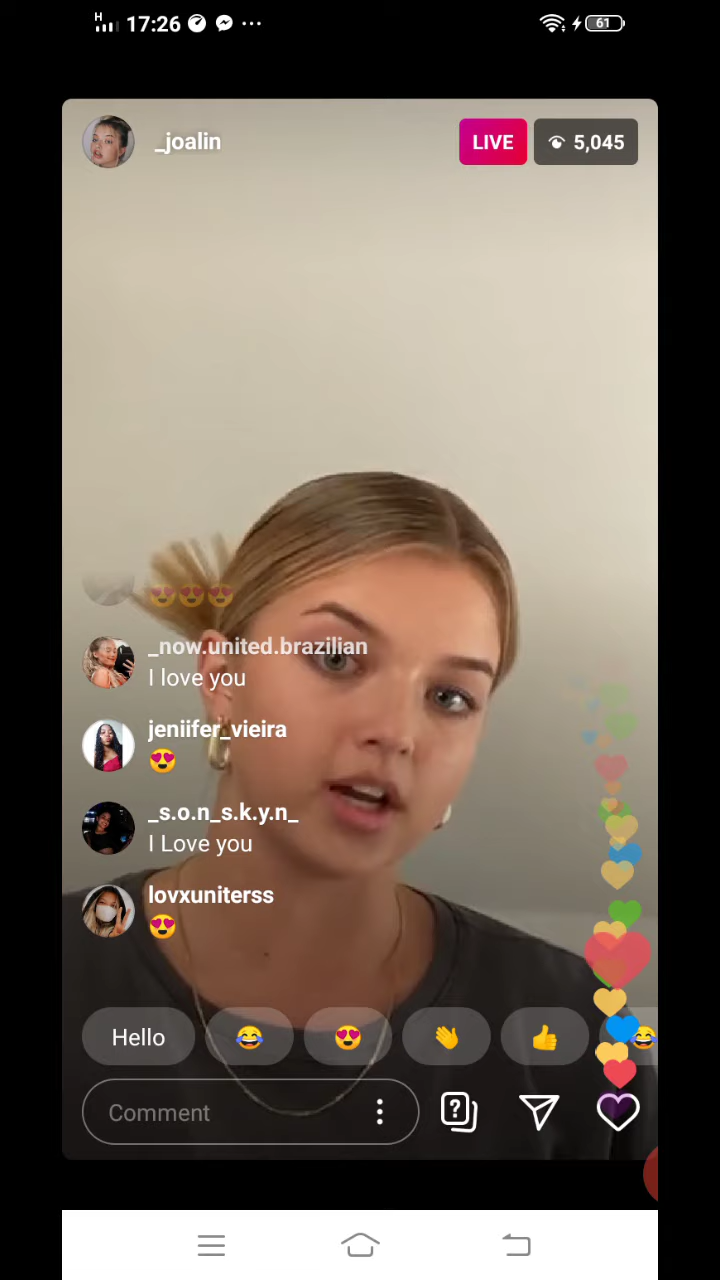 H
17:26
61
_joalin
LIVE
5,045
😍😍😍
_now.united.brazilian
I love you
jeniifer_vieira
😍
_s.o.n_s.k.y.n_
I Love you
lovxuniterss
😍
Hello 😂 😍 👋 👍 😂
Comment